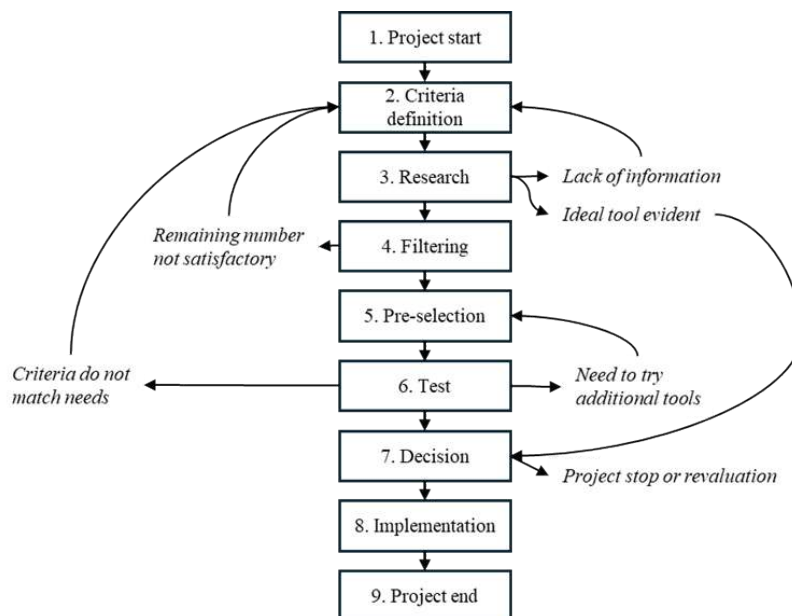 1. Project start
2. Criteria
definition
3. Research
Lack of information
Ideal tool evident
Remaining number
not satisfactory
4. Filtering
5. Pre-selection
Criteria do not
match needs
6. Test
Need to try
additional tools
7. Decision
Project stop or revaluation
8. Implementation
9. Project end